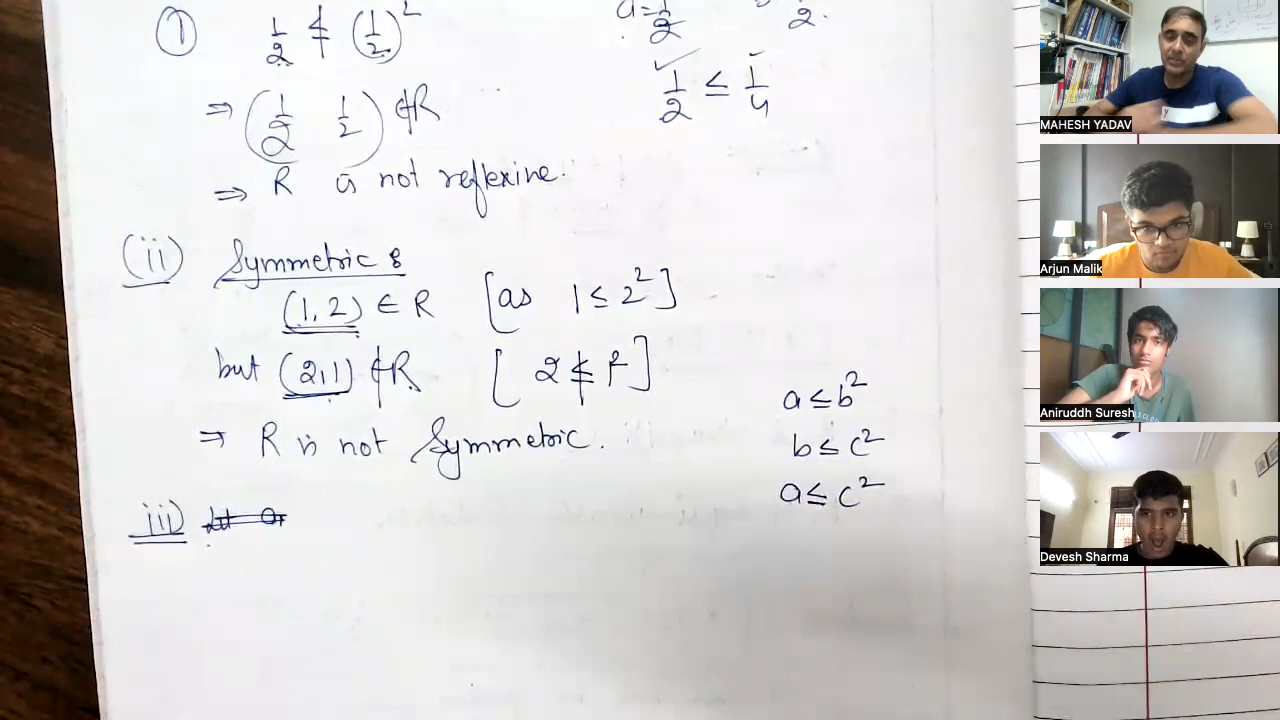 ① 1/2 ≰ (1/2)²
a = 1/2 2.
1/2 ≤ 1/4
⇒ (1/2 1/2) ∉ R
⇒ R is not reflexive.
(ii) Symmetric :
(1, 2) ∈ R [as 1 ≤ 2²]
but (2,1) ∉ R [ 2 ≰ 1² ]
⇒ R is not Symmetric.
a ≤ b²
b ≤ c²
a ≤ c²
iii)
MAHESH YADAV
Arjun Malik
Aniruddh Suresh
Devesh Sharma